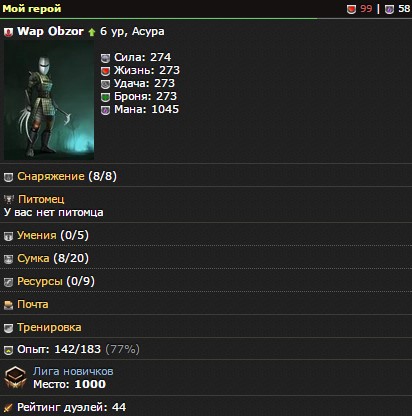 Мой герой 99 | 58
Wap Obzor 6 ур, Асура
Сила: 274
Жизнь: 273
Удача: 273
Броня: 273
Мана: 1045
Снаряжение (8/8)
Питомец
У вас нет питомца
Умения (0/5)
Сумка (8/20)
Ресурсы (0/9)
Почта
Тренировка
Опыт: 142/183 (77%)
Лига новичков
Место: 1000
Рейтинг дуэлей: 44